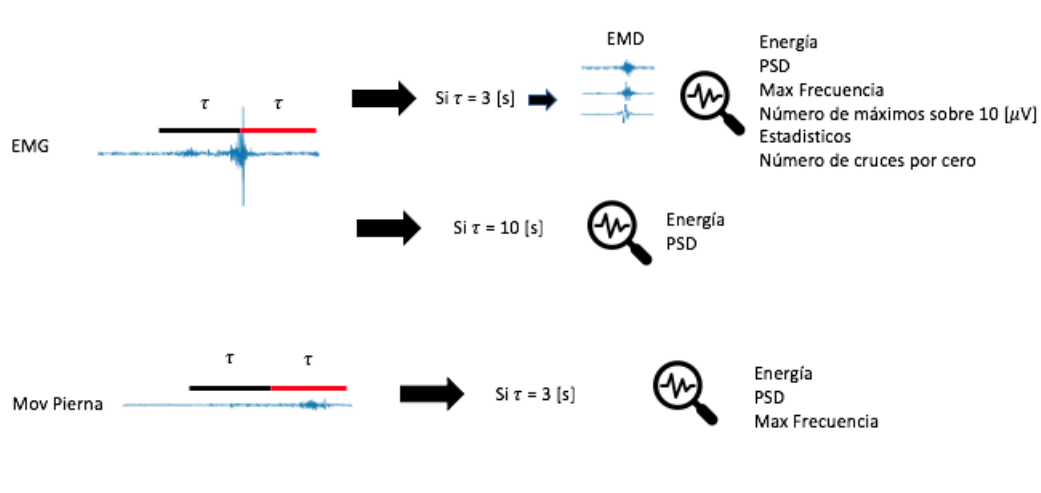 EMD
Energía
PSD
Max Frecuencia
Número de máximos sobre 10 [μV]
Estadisticos
Número de cruces por cero
τ τ
Si τ = 3 [s]
EMG
Si τ = 10 [s]
Energía
PSD
τ τ
Mov Pierna
Si τ = 3 [s]
Energía
PSD
Max Frecuencia